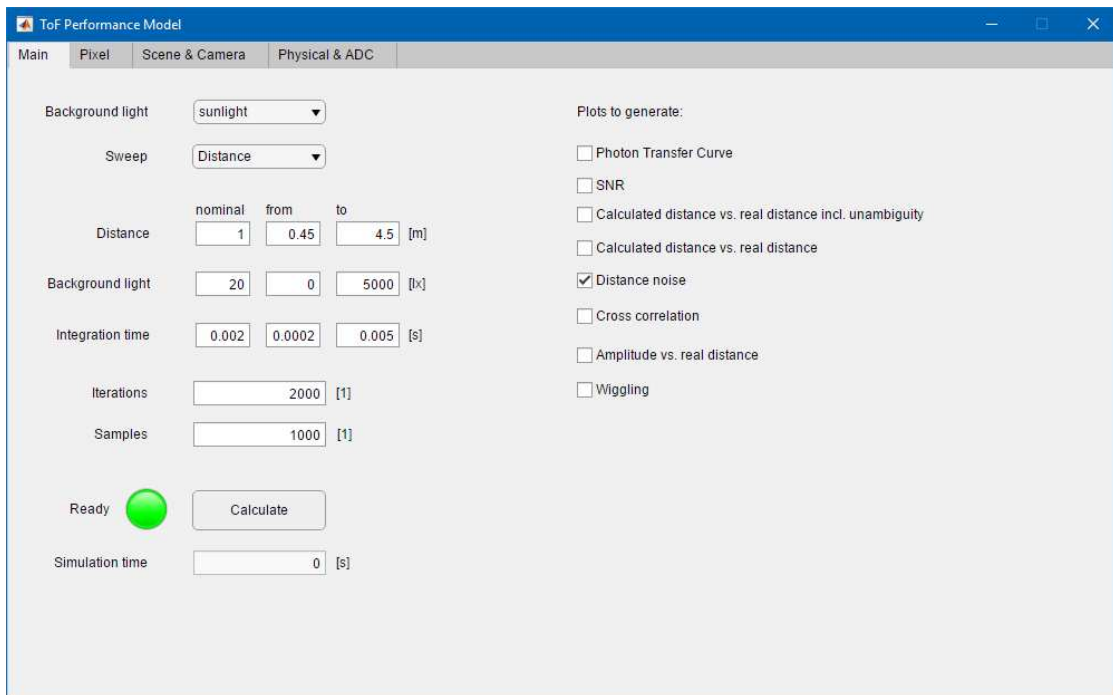 ToF Performance Model
Main Pixel Scene & Camera Physical & ADC
Background light sunlight
Sweep Distance
nominal from to
Distance 1 0.45 4.5 [m]
Background light 20 0 5000 [lx]
Integration time 0.002 0.0002 0.005 [s]
Iterations 2000 [1]
Samples 1000 [1]
Ready Calculate
Simulation time 0 [s]
Plots to generate:
Photon Transfer Curve
SNR
Calculated distance vs. real distance incl. unambiguity
Calculated distance vs. real distance
Distance noise
Cross correlation
Amplitude vs. real distance
Wiggling